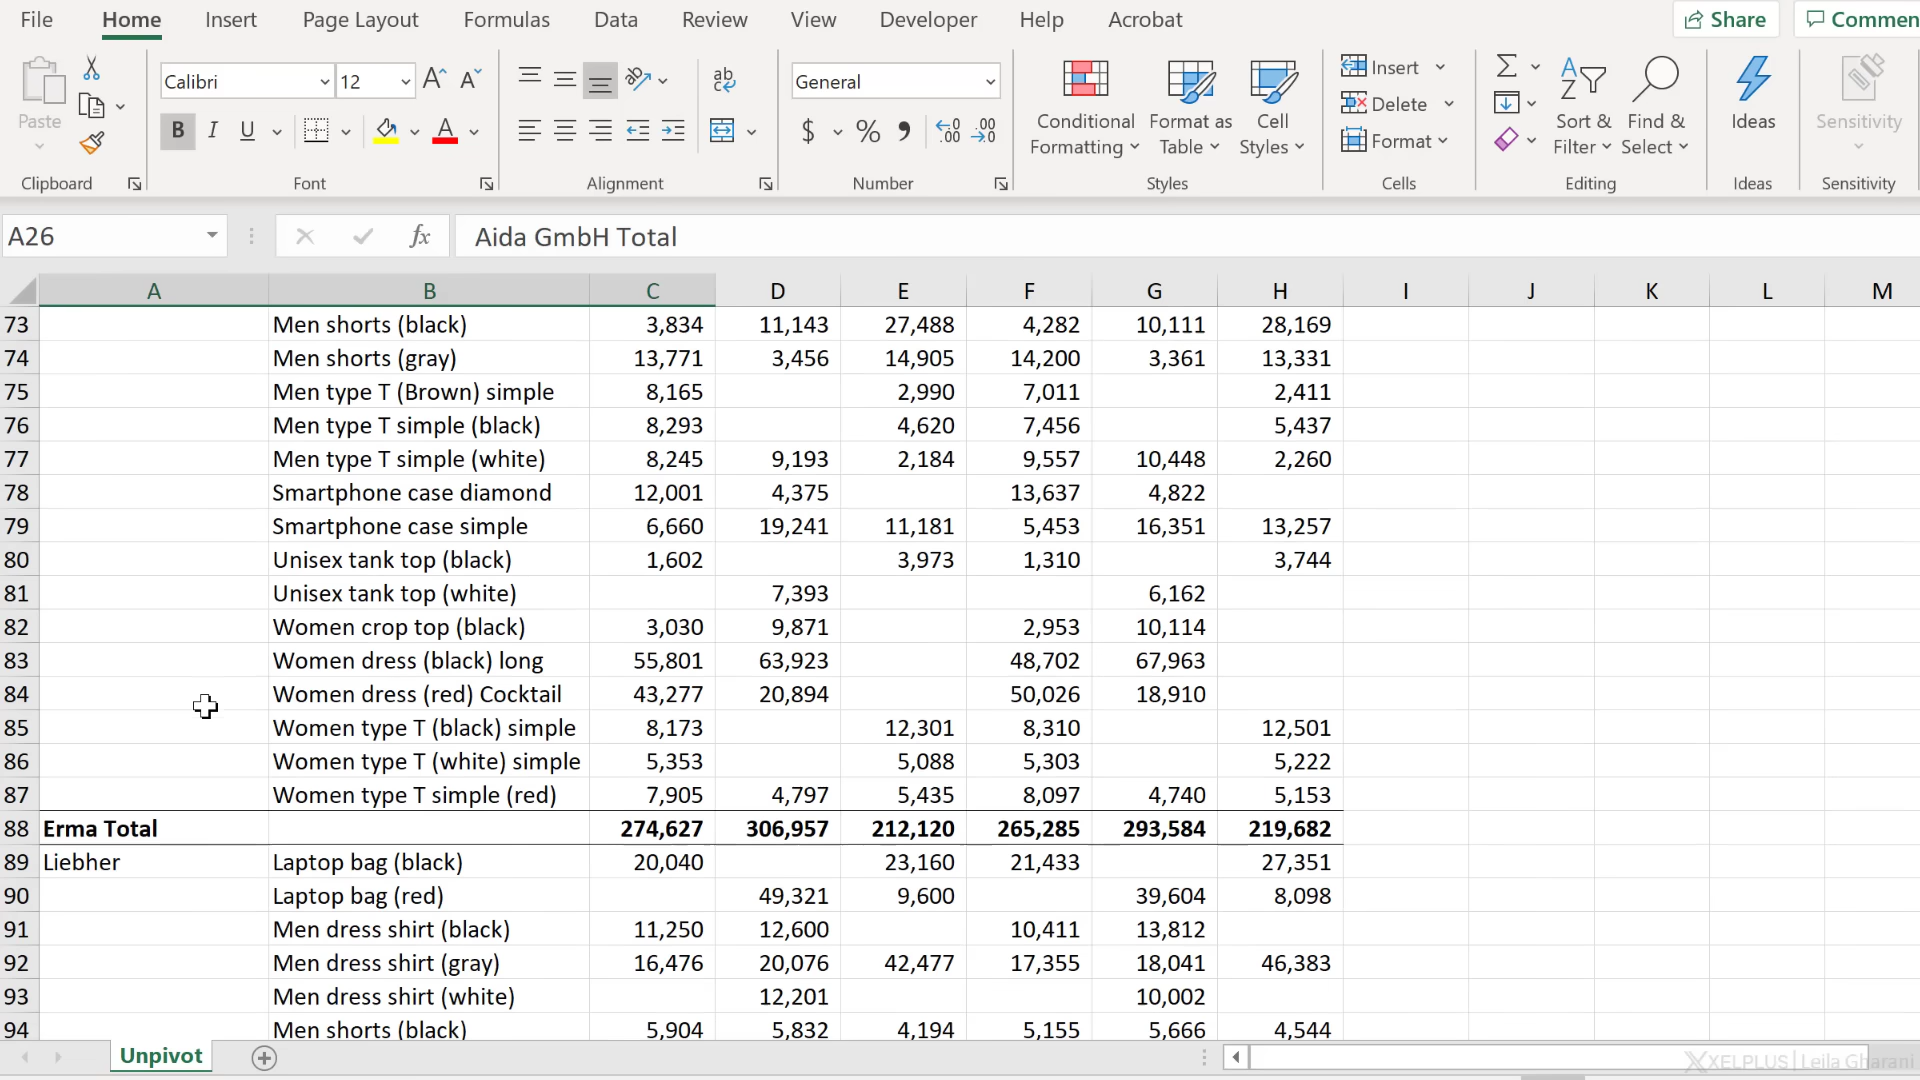 File Home Insert Page Layout Formulas Data Review View Developer Help Acrobat Share Commen
Paste Calibri 12 A A ab General Conditional Formatting Format as Table Cell Styles Insert Delete Format Sort & Filter Find & Select Ideas Sensitivity
B I U A $ % .00 .00
Clipboard Font Alignment Number Styles Cells Editing Ideas Sensitivity
A26 fx Aida GmbH Total
A B C D E F G H I J K L M
73 Men shorts (black) 3,834 11,143 27,488 4,282 10,111 28,169
74 Men shorts (gray) 13,771 3,456 14,905 14,200 3,361 13,331
75 Men type T (Brown) simple 8,165 2,990 7,011 2,411
76 Men type T simple (black) 8,293 4,620 7,456 5,437
77 Men type T simple (white) 8,245 9,193 2,184 9,557 10,448 2,260
78 Smartphone case diamond 12,001 4,375 13,637 4,822
79 Smartphone case simple 6,660 19,241 11,181 5,453 16,351 13,257
80 Unisex tank top (black) 1,602 3,973 1,310 3,744
81 Unisex tank top (white) 7,393 6,162
82 Women crop top (black) 3,030 9,871 2,953 10,114
83 Women dress (black) long 55,801 63,923 48,702 67,963
84 Women dress (red) Cocktail 43,277 20,894 50,026 18,910
85 Women type T (black) simple 8,173 12,301 8,310 12,501
86 Women type T (white) simple 5,353 5,088 5,303 5,222
87 Women type T simple (red) 7,905 4,797 5,435 8,097 4,740 5,153
88 Erma Total 274,627 306,957 212,120 265,285 293,584 219,682
89 Liebher Laptop bag (black) 20,040 23,160 21,433 27,351
90 Laptop bag (red) 49,321 9,600 39,604 8,098
91 Men dress shirt (black) 11,250 12,600 10,411 13,812
92 Men dress shirt (gray) 16,476 20,076 42,477 17,355 18,041 46,383
93 Men dress shirt (white) 12,201 10,002
94 Men shorts (black) 5,904 5,832 4,194 5,155 5,666 4,544
Unpivot
XELPLUS | Leila Gharani